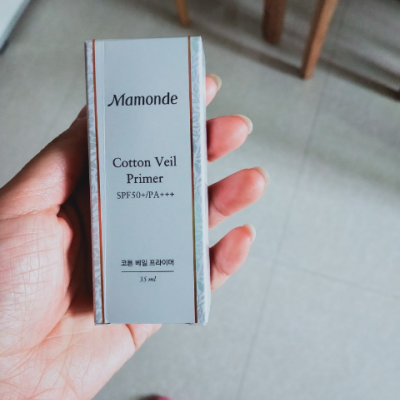 Mamonde
Cotton Veil
Primer
SPF50+/PA+++
코튼 베일 프라이머
35 ml